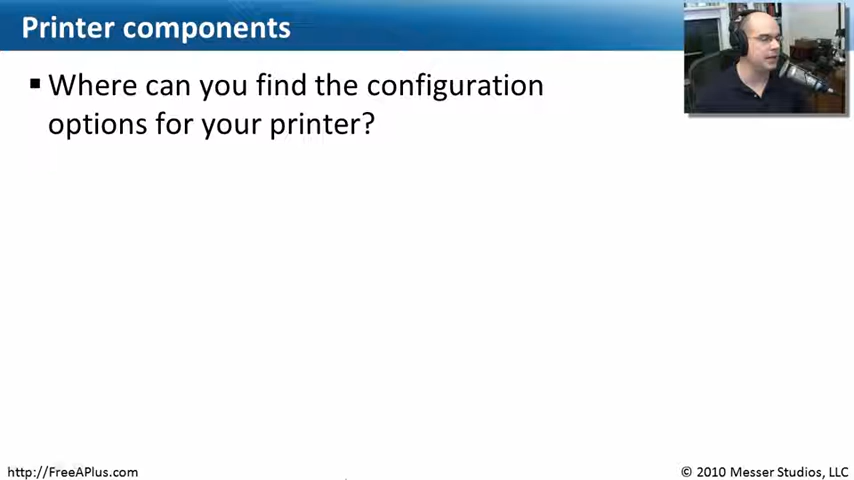 Printer components
▪ Where can you find the configuration
options for your printer?
http://FreeAPlus.com
© 2010 Messer Studios, LLC